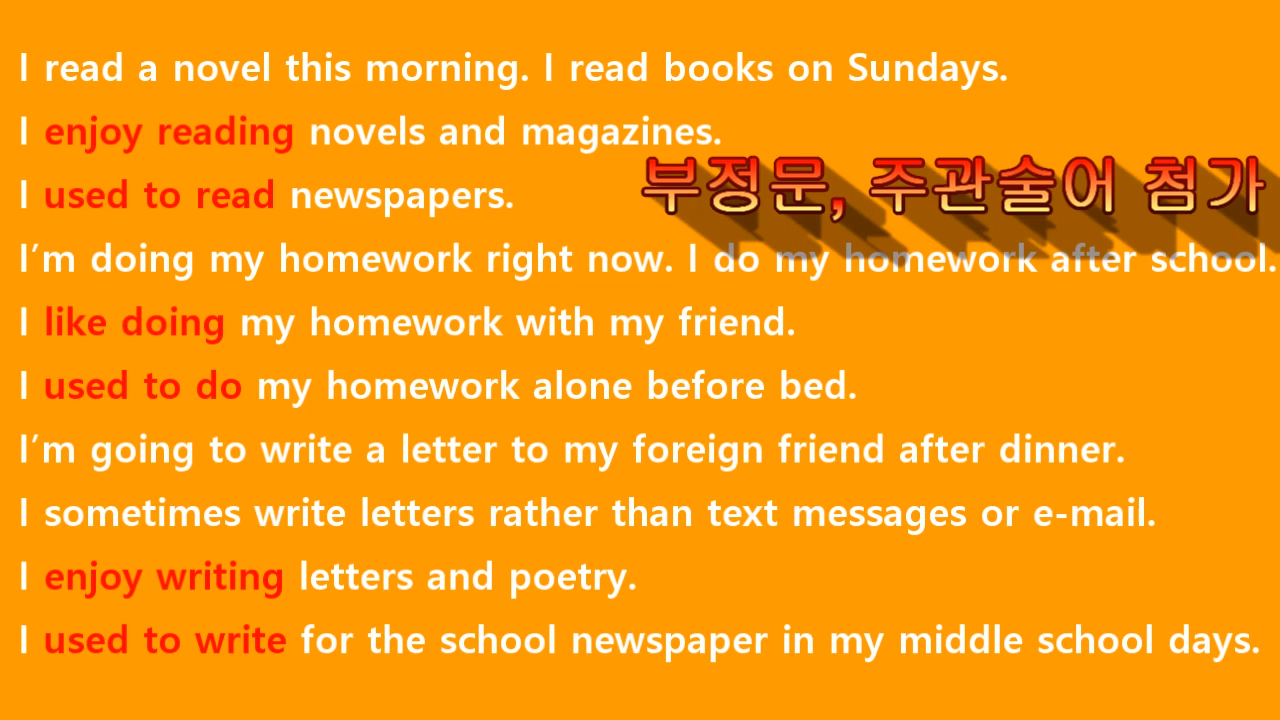 I read a novel this morning. I read books on Sundays.
I enjoy reading novels and magazines.
부정문, 주관술어 첨가
I used to read newspapers.
I′m doing my homework right now. I do my homework after school.
I like doing my homework with my friend.
I used to do my homework alone before bed.
I′m going to write a letter to my foreign friend after dinner.
I sometimes write letters rather than text messages or e-mail.
I enjoy writing letters and poetry.
I used to write for the school newspaper in my middle school days.